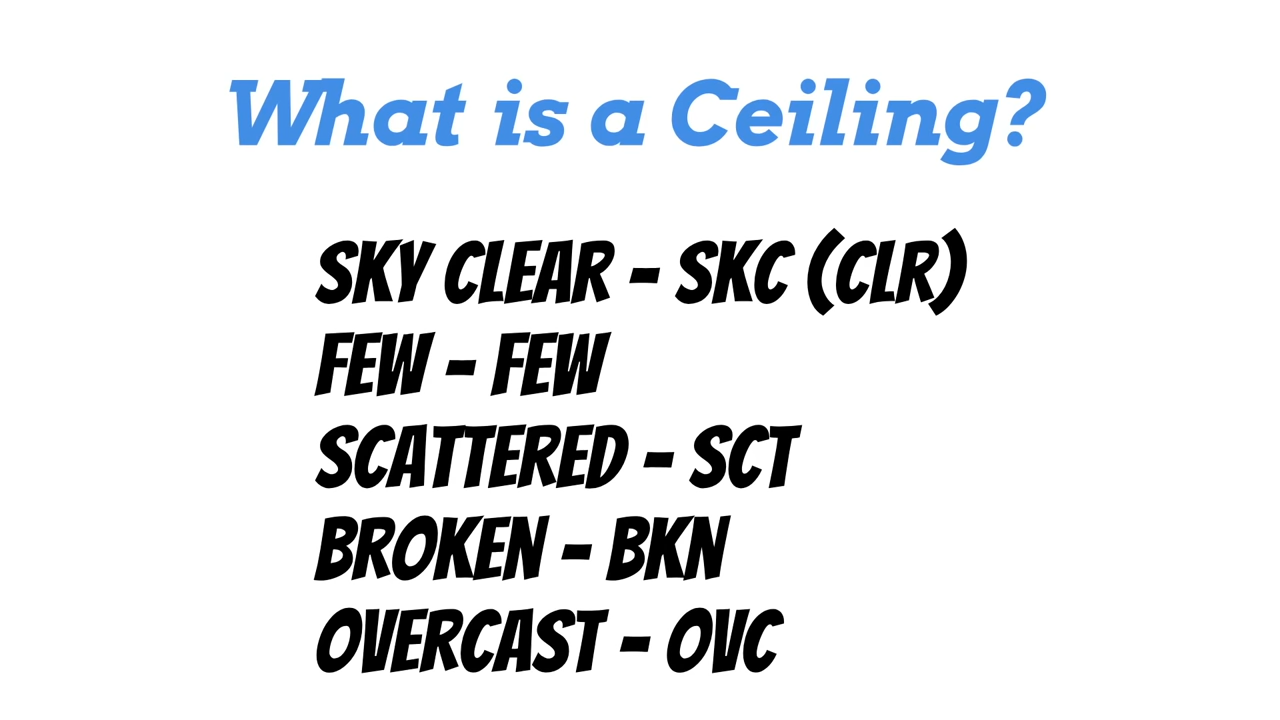 What is a Ceiling?
SKY CLEAR - SKC (CLR)
FEW - FEW
SCATTERED - SCT
BROKEN - BKN
OVERCAST - OVC